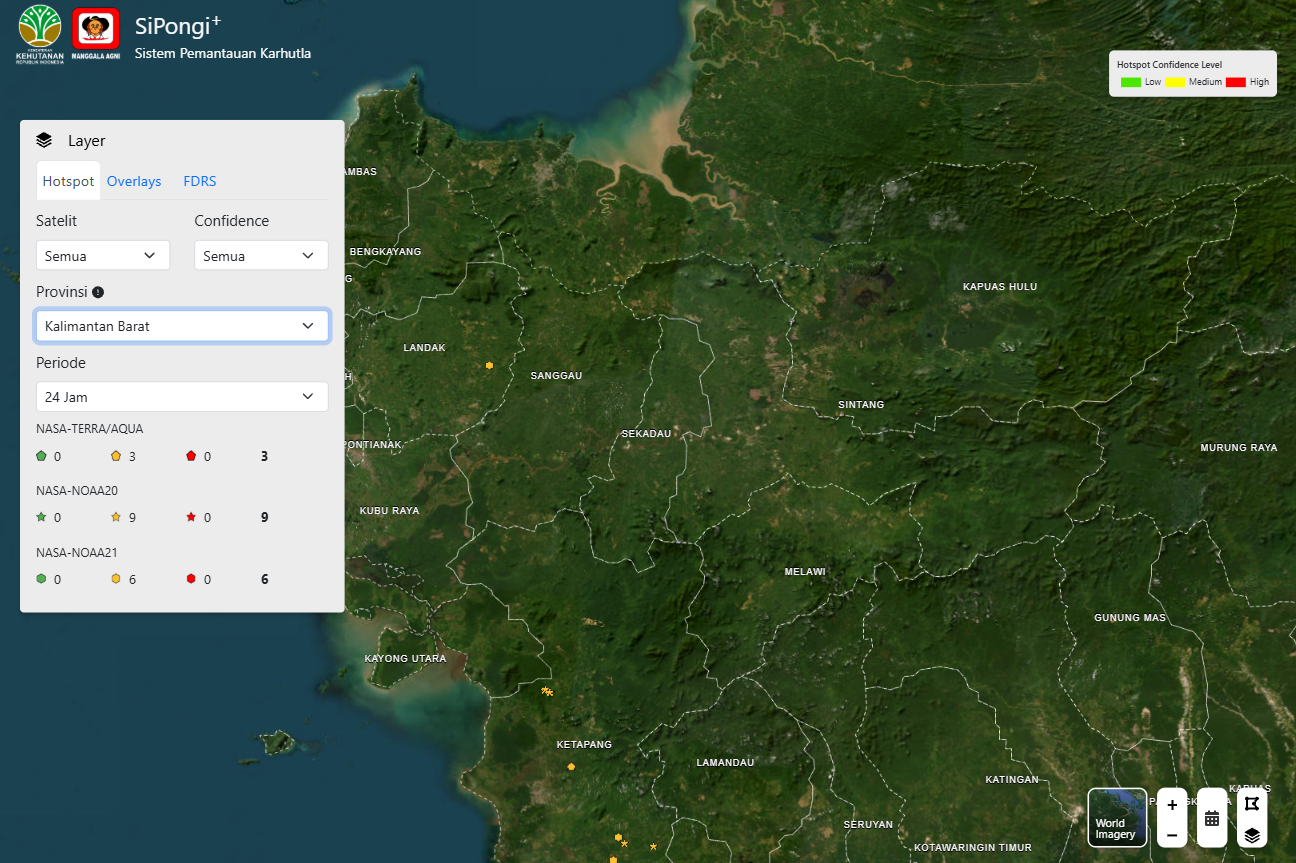 SiPongi+
Sistem Pemantauan Karhutla
KEMENTERIAN
KEHUTANAN
REPUBLIK INDONESIA
MANGGALA AGNI
Hotspot Confidence Level
Low Medium High
Layer
Hotspot Overlays FDRS
Satelit Confidence
Semua Semua
Provinsi
Kalimantan Barat
Periode
24 Jam
NASA-TERRA/AQUA
0 3 0 3
NASA-NOAA20
0 9 0 9
NASA-NOAA21
0 6 0 6
AMBAS
BENGKAYANG
G
KAPUAS HULU
LANDAK
SANGGAU
H
SINTANG
SEKADAU
PONTIANAK
MURUNG RAYA
KUBU RAYA
MELAWI
GUNUNG MAS
KAYONG UTARA
KETAPANG
LAMANDAU
KATINGAN
KAPUAS
SERUYAN
KOTAWARINGIN TIMUR
World
Imagery
+
−